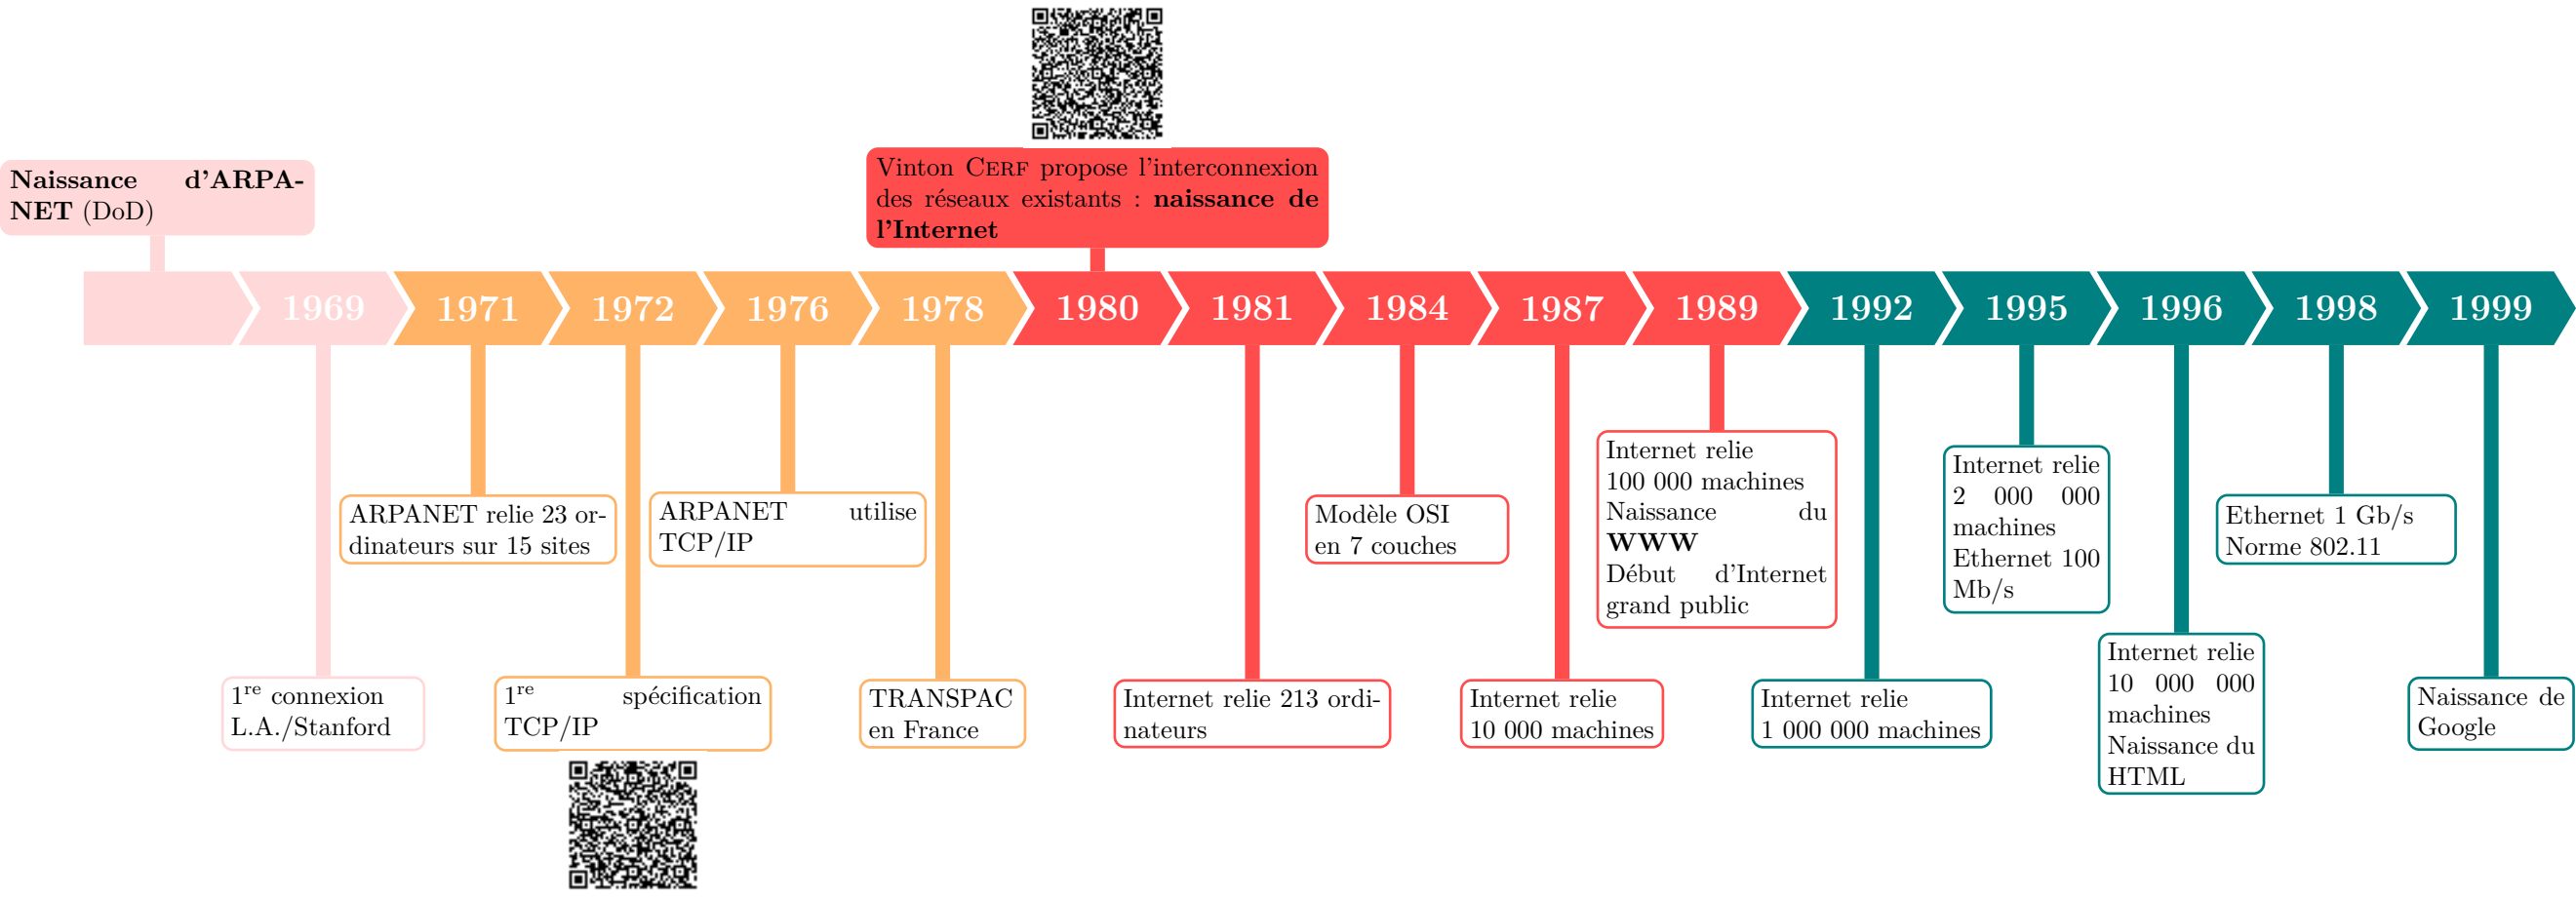 Naissance d'ARPA-
NET (DoD)
Vinton CERF propose l'interconnexion
des réseaux existants : naissance de
l'Internet
1969
1971
1972
1976
1978
1980
1981
1984
1987
1989
1992
1995
1996
1998
1999
1re connexion
L.A./Stanford
ARPANET relie 23 or-
dinateurs sur 15 sites
1re spécification
TCP/IP
ARPANET utilise
TCP/IP
TRANSPAC
en France
Internet relie 213 ordi-
nateurs
Modèle OSI
en 7 couches
Internet relie
10 000 machines
Internet relie
100 000 machines
Naissance du
WWW
Début d'Internet
grand public
Internet relie
1 000 000 machines
Internet relie
2 000 000
machines
Ethernet 100
Mb/s
Internet relie
10 000 000
machines
Naissance du
HTML
Ethernet 1 Gb/s
Norme 802.11
Naissance de
Google